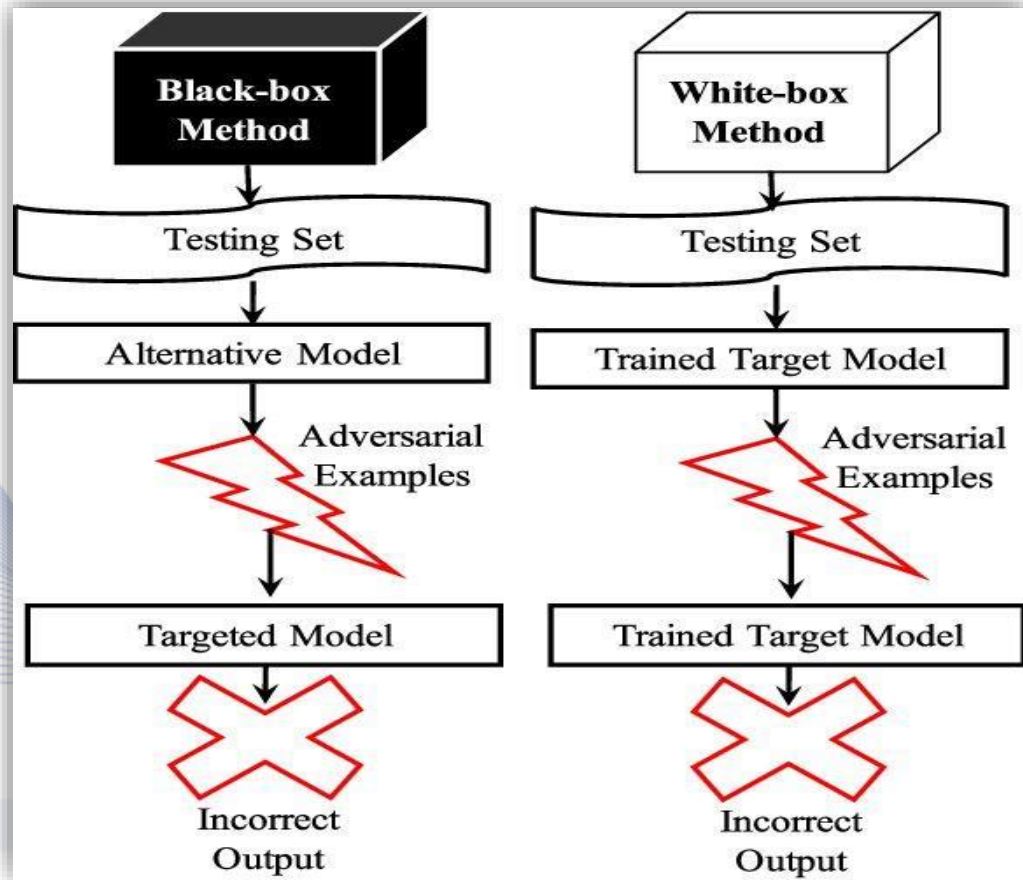 Black-box
Method
Testing Set
Alternative Model
Adversarial
Examples
Targeted Model
Incorrect
Output
White-box
Method
Testing Set
Trained Target Model
Adversarial
Examples
Trained Target Model
Incorrect
Output